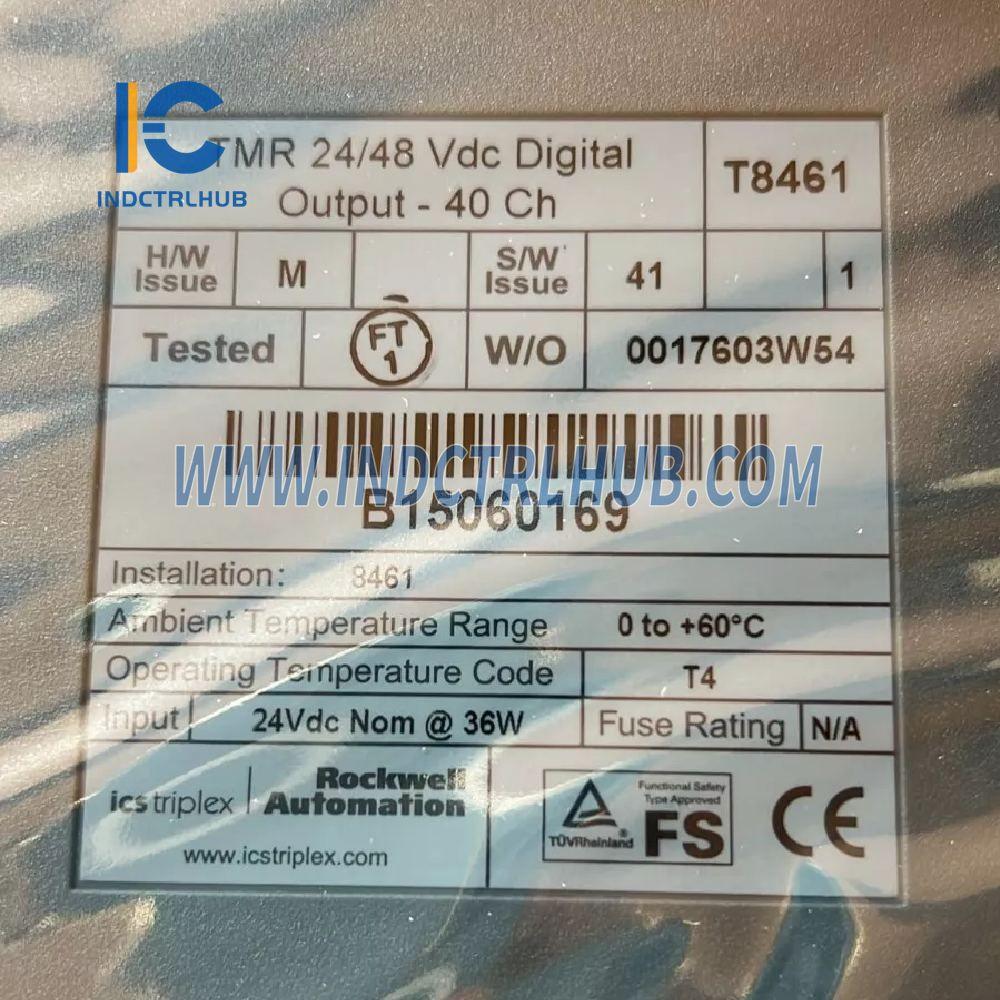 INDCTRLHUB
TMR 24/48 Vdc Digital
Output - 40 Ch
T8461
H/W
Issue
M
S/W
Issue
41
1
Tested
FT
1
W/O
0017603W54
WWW.INDCTRLHUB.COM
B15060169
Installation: 8461
Ambient Temperature Range 0 to +60°C
Operating Temperature Code T4
Input 24Vdc Nom @ 36W Fuse Rating N/A
ics triplex
Rockwell
Automation
www.icstriplex.com
TÜVRheinland®
Functional Safety
Type Approved
FS
CE